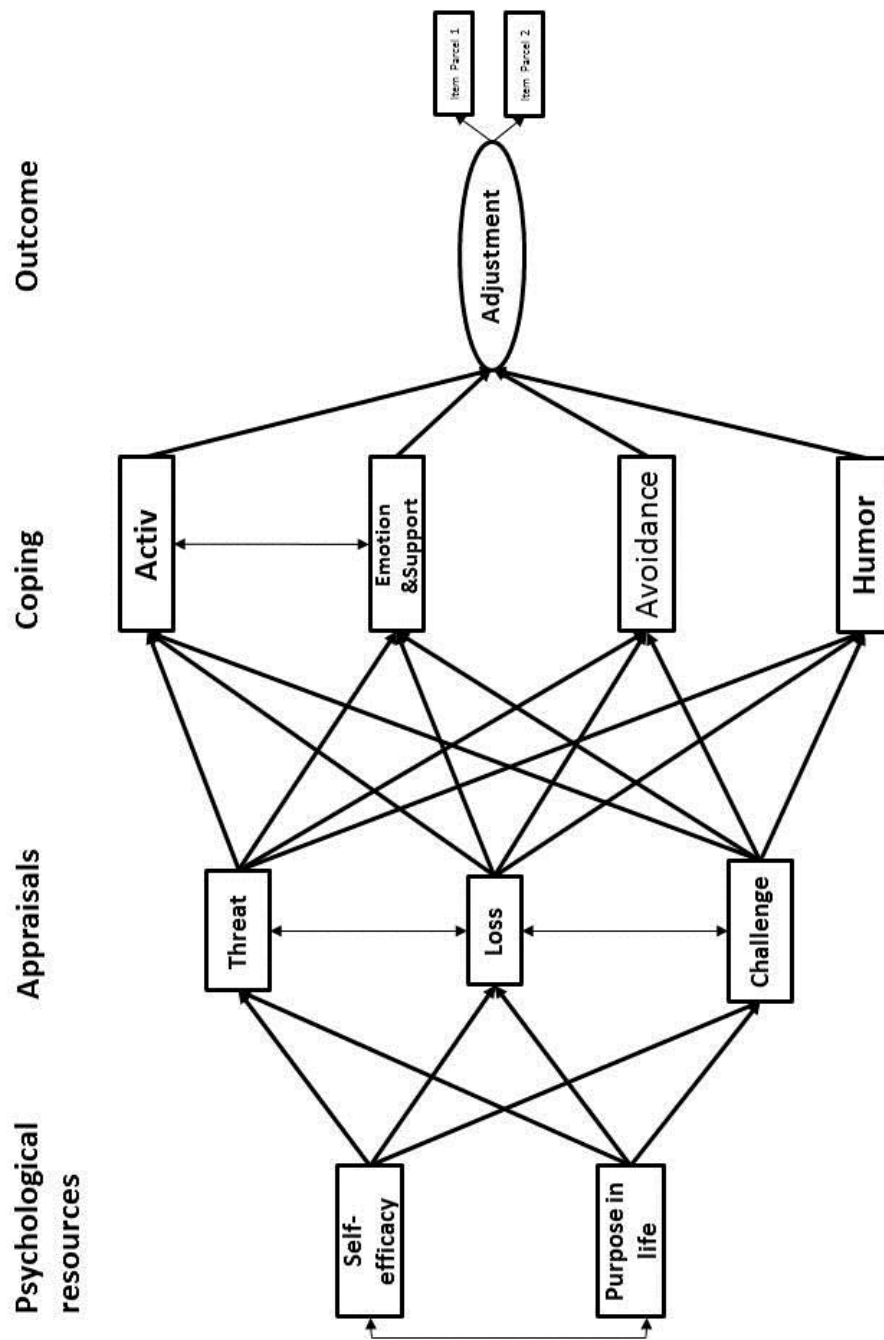 Psychological
resources
Appraisals
Coping
Outcome
Self-
efficacy
Purpose in
life
Threat
Loss
Challenge
Activ
Emotion
&Support
Avoidance
Humor
Adjustment
Item Parcel 1
Item Parcel 2